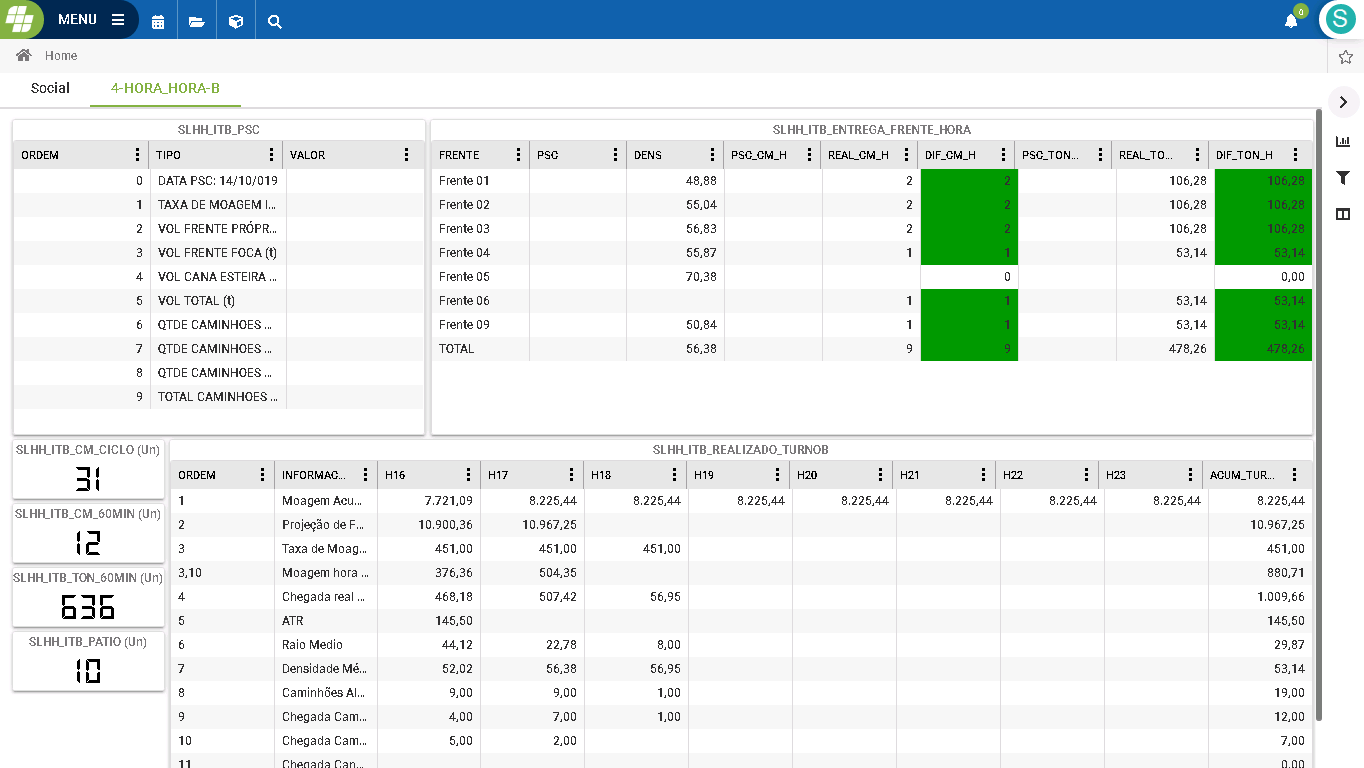 MENU
0
S
Home
Social 4-HORA_HORA-B
SLHH_ITB_PSC
ORDEM TIPO VALOR
0 DATA PSC: 14/10/019
1 TAXA DE MOAGEM I...
2 VOL FRENTE PRÓPR...
3 VOL FRENTE FOCA (t)
4 VOL CANA ESTEIRA ...
5 VOL TOTAL (t)
6 QTDE CAMINHOES ...
7 QTDE CAMINHOES ...
8 QTDE CAMINHOES ...
9 TOTAL CAMINHOES ...
SLHH_ITB_ENTREGA_FRENTE_HORA
FRENTE PSC DENS PSC_CM_H REAL_CM_H DIF_CM_H PSC_TON... REAL_TO... DIF_TON_H
Frente 01 48,88 2 2 106,28 106,28
Frente 02 55,04 2 2 106,28 106,28
Frente 03 56,83 2 2 106,28 106,28
Frente 04 55,87 1 1 53,14 53,14
Frente 05 70,38 0 0,00
Frente 06 1 1 53,14 53,14
Frente 09 50,84 1 1 53,14 53,14
TOTAL 56,38 9 9 478,26 478,26
SLHH_ITB_CM_CICLO (Un)
31
SLHH_ITB_CM_60MIN (Un)
12
SLHH_ITB_TON_60MIN (Un)
636
SLHH_ITB_PATIO (Un)
10
SLHH_ITB_REALIZADO_TURNOB
ORDEM INFORMAC... H16 H17 H18 H19 H20 H21 H22 H23 ACUM_TUR...
1 Moagem Acu... 7.721,09 8.225,44 8.225,44 8.225,44 8.225,44 8.225,44 8.225,44 8.225,44 8.225,44
2 Projeção de F... 10.900,36 10.967,25 10.967,25
3 Taxa de Moag... 451,00 451,00 451,00 451,00
3,10 Moagem hora ... 376,36 504,35 880,71
4 Chegada real ... 468,18 507,42 56,95 1.009,66
5 ATR 145,50 145,50
6 Raio Medio 44,12 22,78 8,00 29,87
7 Densidade Mé... 52,02 56,38 56,95 53,14
8 Caminhões Al... 9,00 9,00 1,00 19,00
9 Chegada Cam... 4,00 7,00 1,00 12,00
10 Chegada Cam... 5,00 2,00 7,00
11 Chegada Can... 0,00